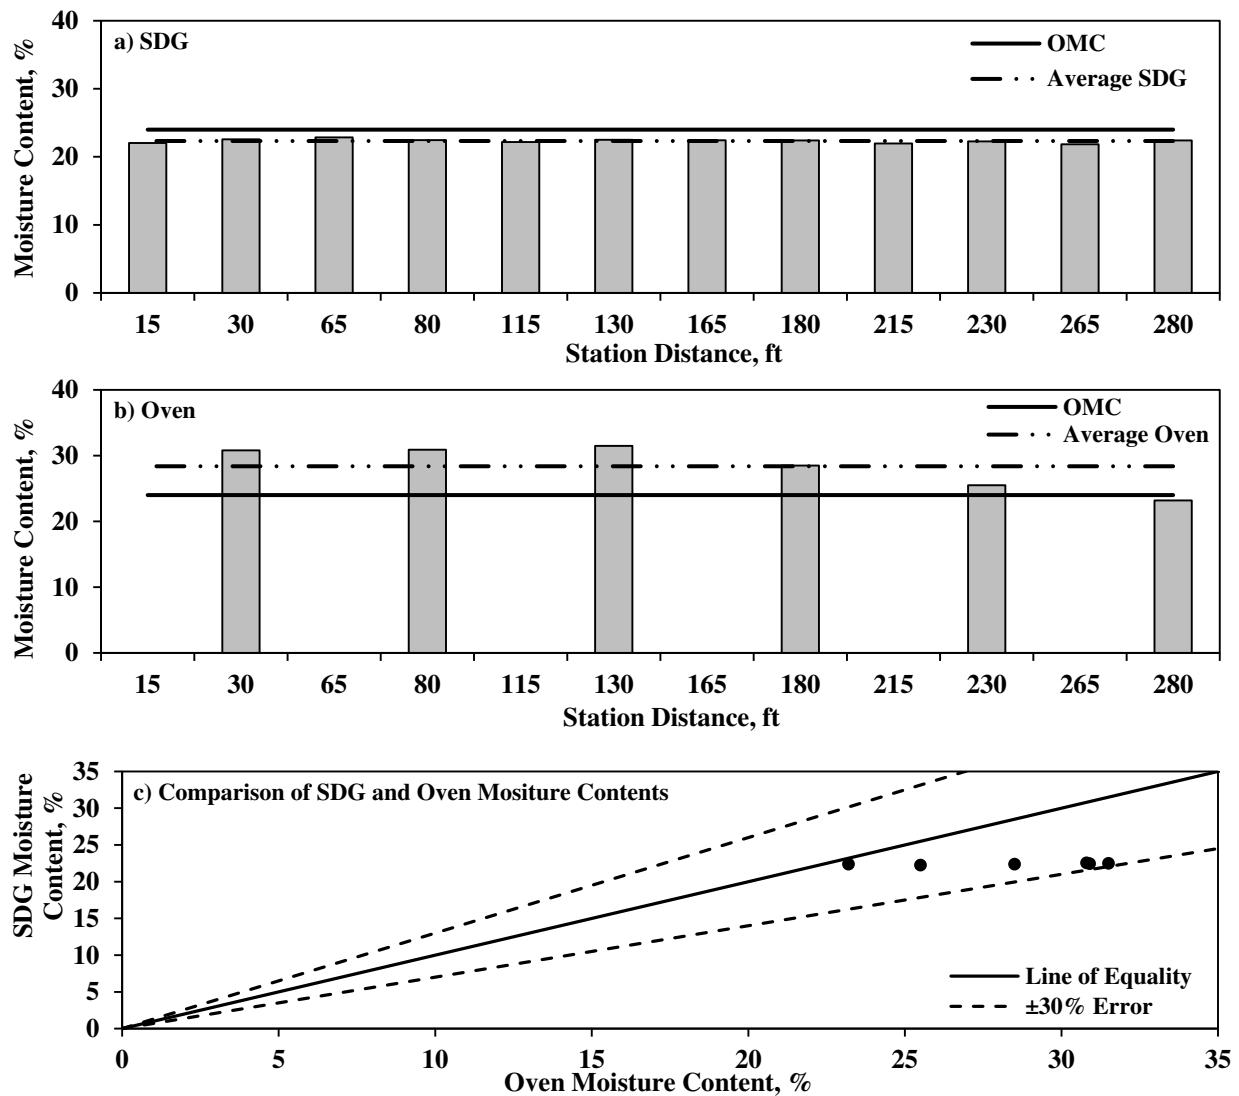 a) SDG
OMC
Average SDG
Moisture Content, %
40
30
20
10
0
15 30 65 80 115 130 165 180 215 230 265 280
Station Distance, ft
b) Oven
OMC
Average Oven
Moisture Content, %
40
30
20
10
0
15 30 65 80 115 130 165 180 215 230 265 280
Station Distance, ft
c) Comparison of SDG and Oven Mositure Contents
SDG Moisture
Content, %
35
30
25
20
15
10
5
0
Line of Equality
±30% Error
0 5 10 15 20 25 30 35
Oven Moisture Content, %